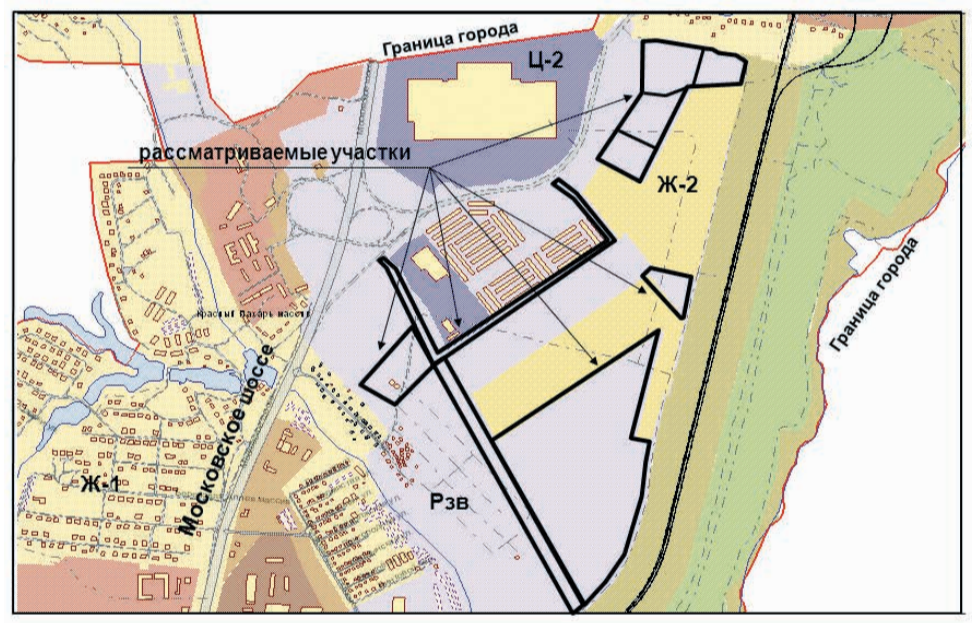 Граница города
Ц-2
рассматриваемые участки
Ж-2
Граница города
Московское шоссе
Ж-1
Рзв